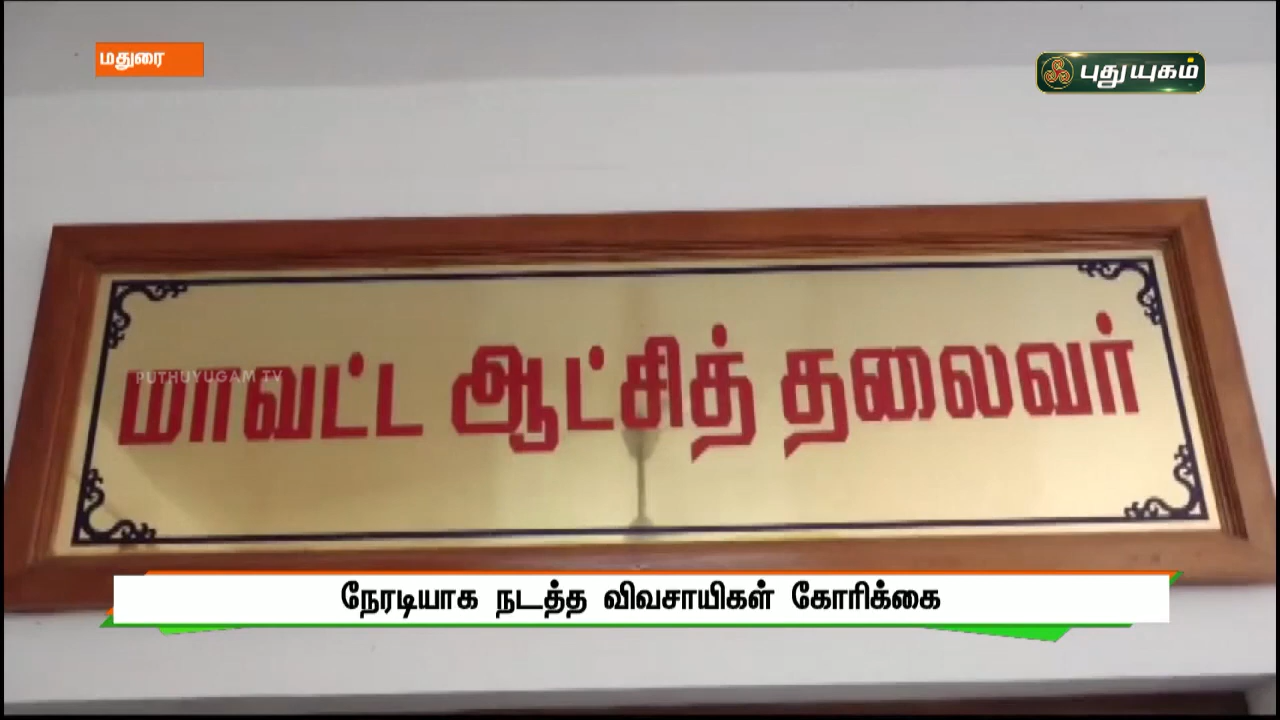 மதுரை
புதுயுகம்
PUTHUYUGAM TV
மாவட்ட ஆட்சித் தலைவர்
நேரடியாக நடத்த விவசாயிகள் கோரிக்கை